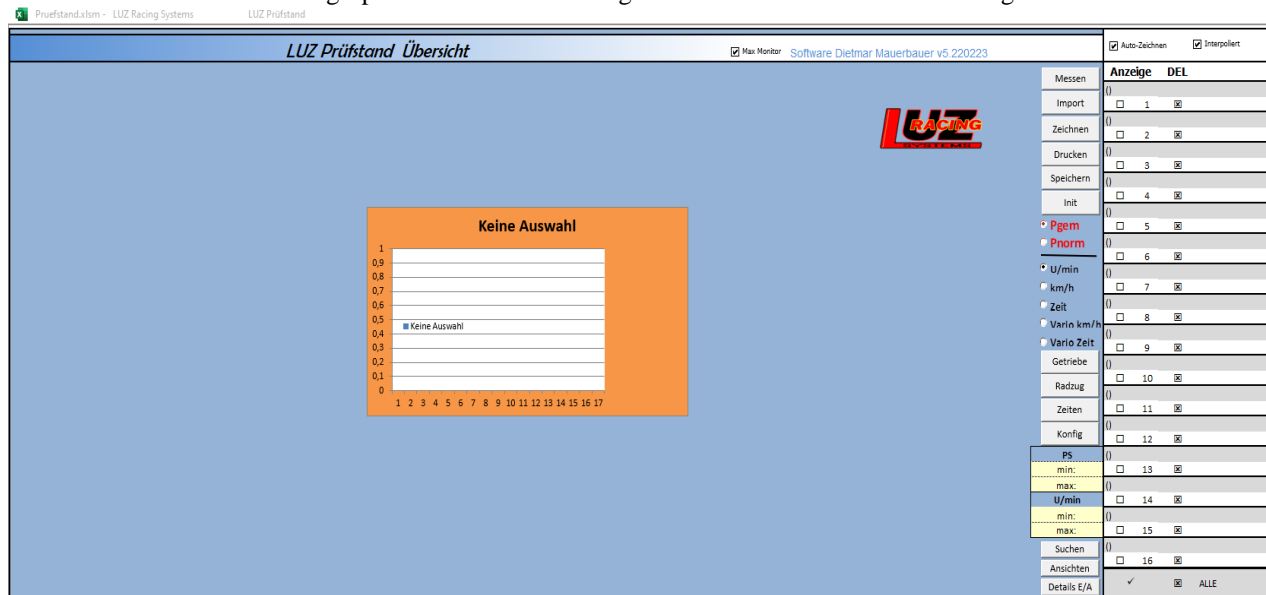 Pruefstand.xlsm - LUZ Racing Systems LUZ Prüfstand
LUZ Prüfstand Übersicht
Max Monitor
Software Dietmar Mauerbauer v5.220223
Auto-Zeichnen
Interpoliert
LUZ
RACING
SYSTEME
Keine Auswahl
1
0,9
0,8
0,7
0,6
0,5
0,4
0,3
0,2
0,1
0
Keine Auswahl
1 2 3 4 5 6 7 8 9 10 11 12 13 14 15 16 17
Messen
Import
Zeichnen
Drucken
Speichern
Init
Pgem
Pnorm
U/min
km/h
Zeit
Vario km/h
Vario Zeit
Getriebe
Radzug
Zeiten
Konfig
PS
min:
max:
U/min
min:
max:
Suchen
Ansichten
Details E/A
Anzeige DEL
()
1
()
2
()
3
()
4
()
5
()
6
()
7
()
8
()
9
()
10
()
11
()
12
()
13
()
14
()
15
()
16
ALLE